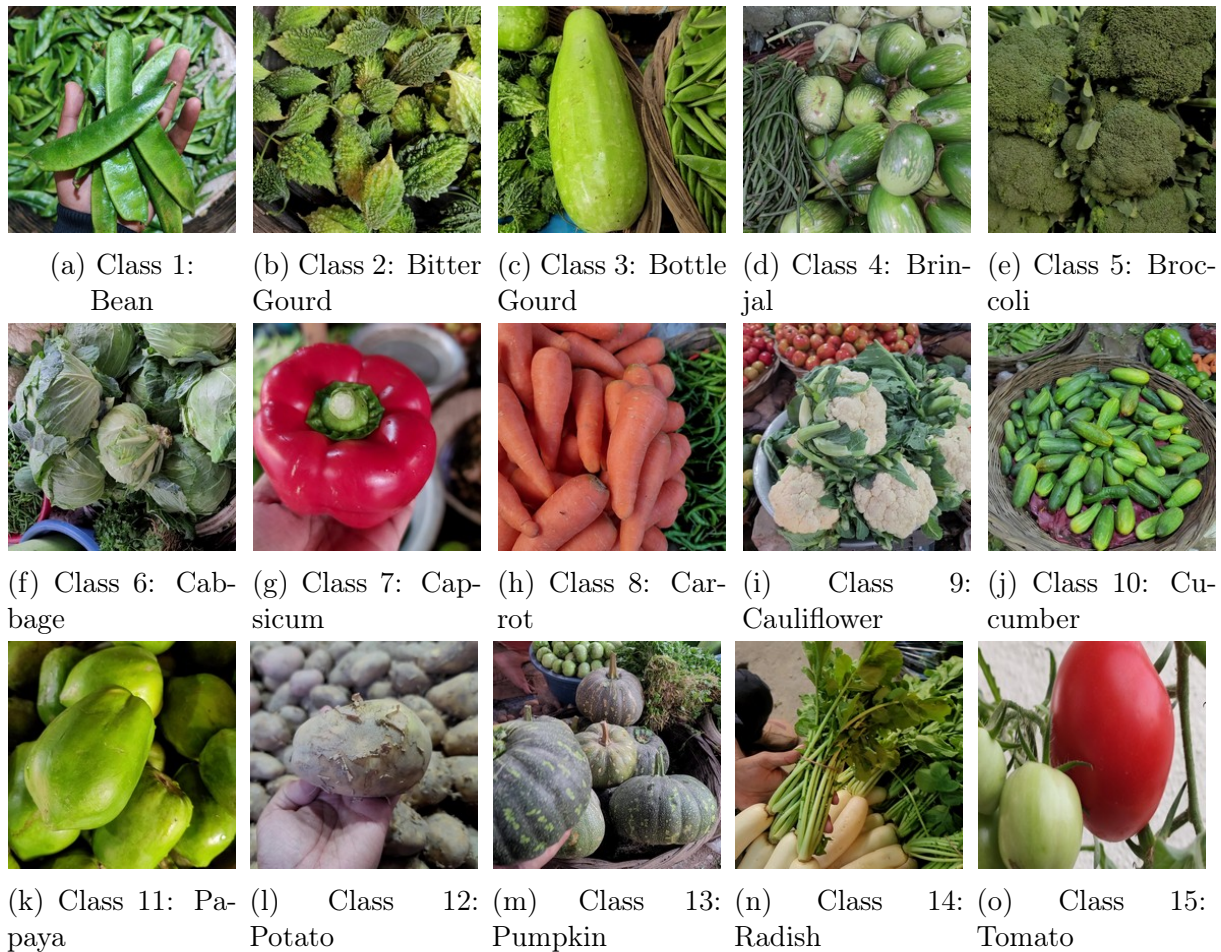 (a) Class 1:
Bean
(b) Class 2: Bitter
Gourd
(c) Class 3: Bottle
Gourd
(d) Class 4: Brin-
jal
(e) Class 5: Broc-
coli
(f) Class 6: Cab-
bage
(g) Class 7: Cap-
sicum
(h) Class 8: Car-
rot
(i) Class 9:
Cauliflower
(j) Class 10: Cu-
cumber
(k) Class 11: Pa-
paya
(l) Class 12:
Potato
(m) Class 13:
Pumpkin
(n) Class 14:
Radish
(o) Class 15:
Tomato